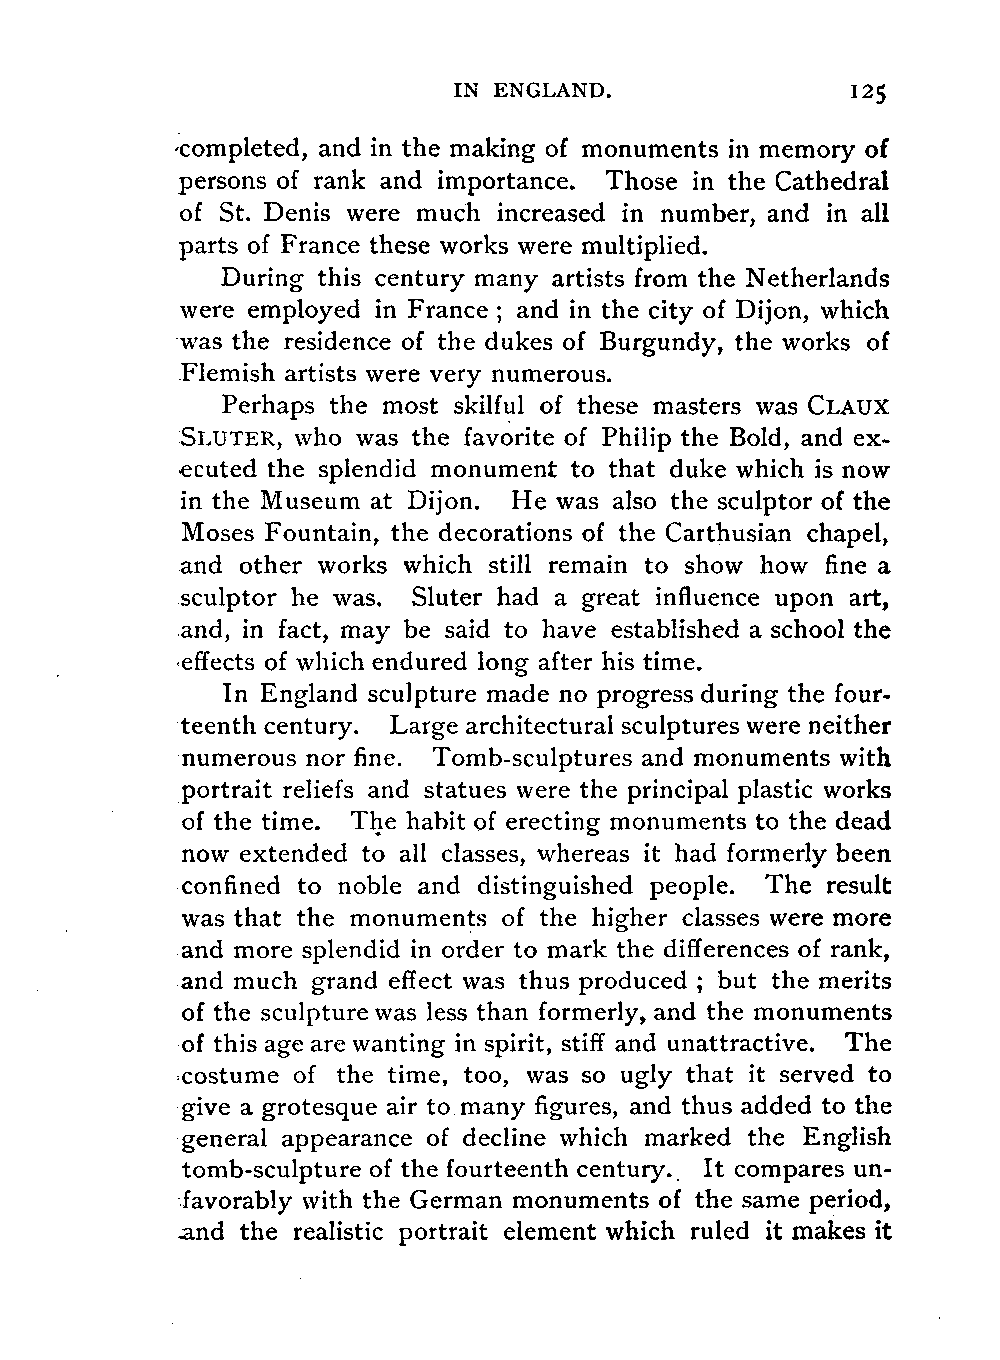 IN ENGLAND. 125
completed, and in the making of monuments in memory of
persons of rank and importance. Those in the Cathedral
of St. Denis were much increased in number, and in all
parts of France these works were multiplied.
During this century many artists from the Netherlands
were employed in France ; and in the city of Dijon, which
was the residence of the dukes of Burgundy, the works of
Flemish artists were very numerous.
Perhaps the most skilful of these masters was CLAUX
SLUTER, who was the favorite of Philip the Bold, and ex-
ecuted the splendid monument to that duke which is now
in the Museum at Dijon. He was also the sculptor of the
Moses Fountain, the decorations of the Carthusian chapel,
and other works which still remain to show how fine a
sculptor he was. Sluter had a great influence upon art,
and, in fact, may be said to have established a school the
effects of which endured long after his time.
In England sculpture made no progress during the four-
teenth century. Large architectural sculptures were neither
numerous nor fine. Tomb-sculptures and monuments with
portrait reliefs and statues were the principal plastic works
of the time. The habit of erecting monuments to the dead
now extended to all classes, whereas it had formerly been
confined to noble and distinguished people. The result
was that the monuments of the higher classes were more
and more splendid in order to mark the differences of rank,
and much grand effect was thus produced ; but the merits
of the sculpture was less than formerly, and the monuments
of this age are wanting in spirit, stiff and unattractive. The
costume of the time, too, was so ugly that it served to
give a grotesque air to many figures, and thus added to the
general appearance of decline which marked the English
tomb-sculpture of the fourteenth century. It compares un-
favorably with the German monuments of the same period,
and the realistic portrait element which ruled it makes it